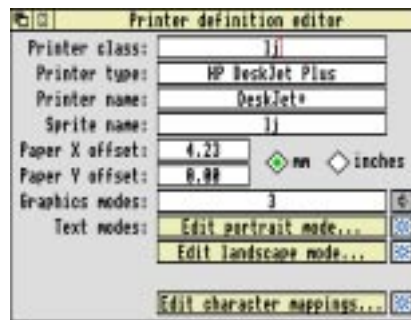 Printer definition editor
Printer class: lj
Printer type: HP DeskJet Plus
Printer name: DeskJet+
Sprite name: lj
Paper X offset: 4.23
mm inches
Paper Y offset: 0.00
Graphics modes: 3
Text modes: Edit portrait mode...
Edit landscape mode...
Edit character mappings...